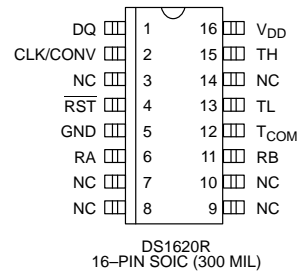 DQ 1 16 VDD
CLK/CONV 2 15 TH
NC 3 14 NC
RST 4 13 TL
GND 5 12 TCOM
RA 6 11 RB
NC 7 10 NC
NC 8 9 NC
DS1620R
16–PIN SOIC (300 MIL)